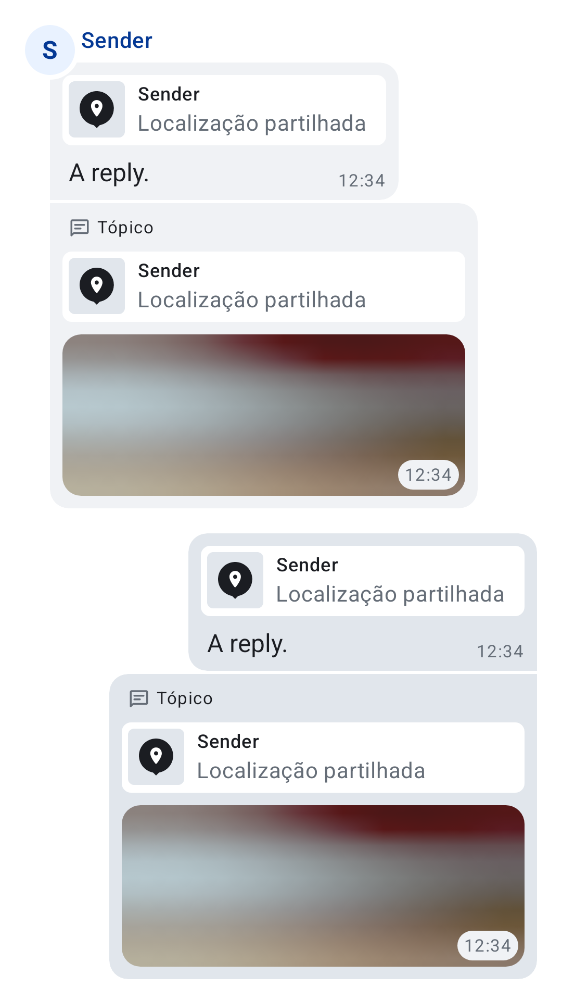 S
Sender
Sender
Localização partilhada
A reply.
12:34
Tópico
Sender
Localização partilhada
12:34
Sender
Localização partilhada
A reply.
12:34
Tópico
Sender
Localização partilhada
12:34